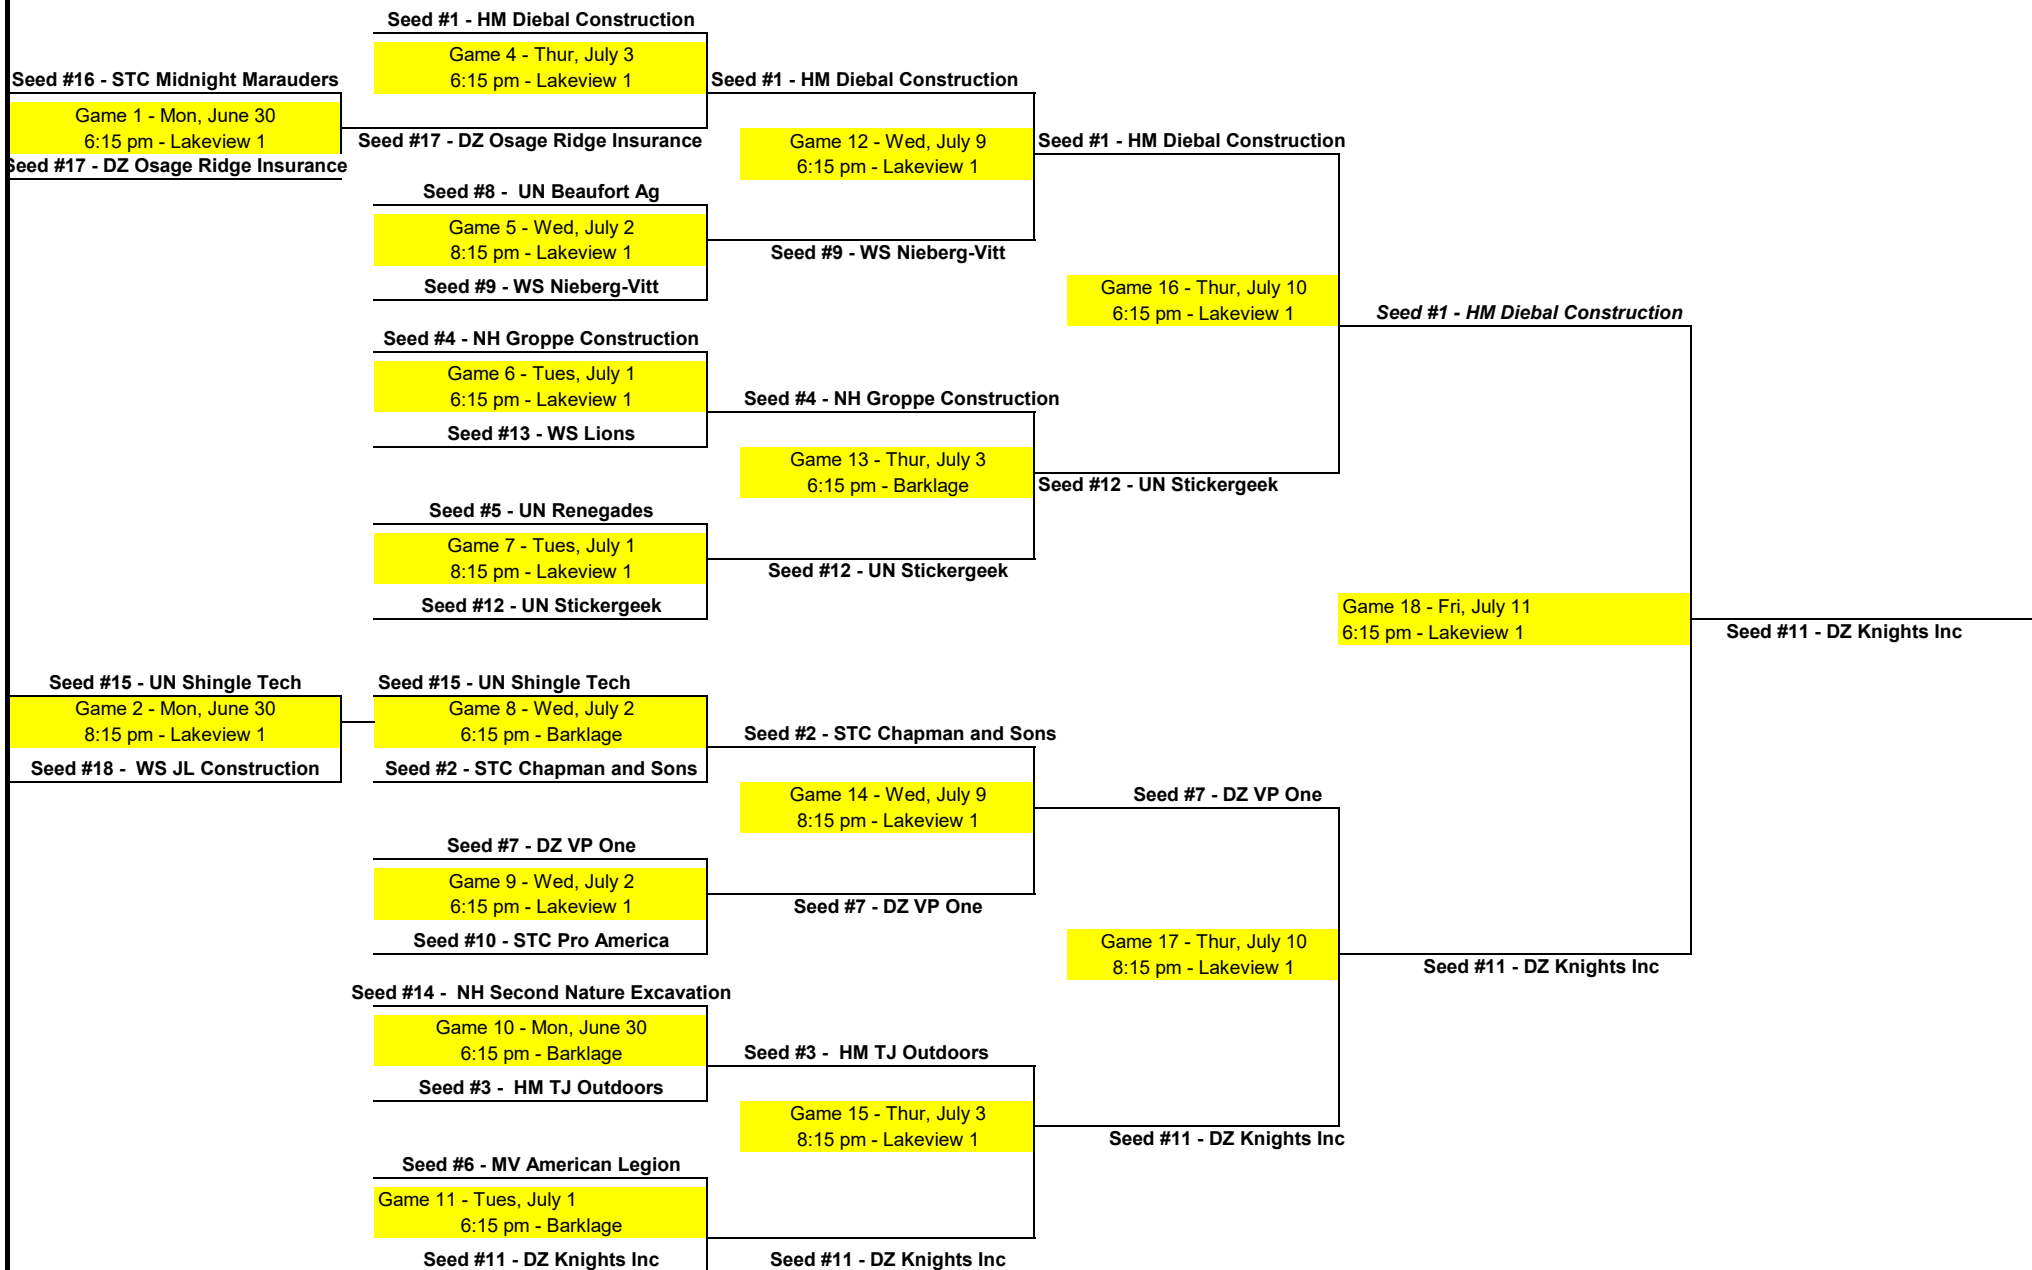 Seed #1 - HM Diebal Construction
Game 4 - Thur, July 3
6:15 pm - Lakeview 1
Seed #16 - STC Midnight Marauders
Seed #1 - HM Diebal Construction
Game 1 - Mon, June 30
6:15 pm - Lakeview 1
Seed #17 - DZ Osage Ridge Insurance
Game 12 - Wed, July 9
6:15 pm - Lakeview 1
Seed #1 - HM Diebal Construction
Seed #17 - DZ Osage Ridge Insurance
Seed #8 -  UN Beaufort Ag
Game 5 - Wed, July 2
8:15 pm - Lakeview 1
Seed #9 - WS Nieberg-Vitt
Seed #9 - WS Nieberg-Vitt
Game 16 - Thur, July 10
6:15 pm - Lakeview 1
Seed #1 - HM Diebal Construction
Seed #4 - NH Groppe Construction
Game 6 - Tues, July 1
6:15 pm - Lakeview 1
Seed #4 - NH Groppe Construction
Seed #13 - WS Lions
Game 13 - Thur, July 3
6:15 pm - Barklage
Seed #12 - UN Stickergeek
Seed #5 - UN Renegades
Game 7 - Tues, July 1
8:15 pm - Lakeview 1
Seed #12 - UN Stickergeek
Seed #12 - UN Stickergeek
Game 18 - Fri, July 11
6:15 pm - Lakeview 1
Seed #11 - DZ Knights Inc
Seed #15 - UN Shingle Tech
Seed #15 - UN Shingle Tech
Game 2 - Mon, June 30
8:15 pm - Lakeview 1
Game 8 - Wed, July 2
6:15 pm - Barklage
Seed #2 - STC Chapman and Sons
Seed #18 -  WS JL Construction
Seed #2 - STC Chapman and Sons
Game 14 - Wed, July 9
8:15 pm - Lakeview 1
Seed #7 - DZ VP One
Seed #7 - DZ VP One
Game 9 - Wed, July 2
6:15 pm - Lakeview 1
Seed #7 - DZ VP One
Seed #10 - STC Pro America
Game 17 - Thur, July 10
8:15 pm - Lakeview 1
Seed #11 - DZ Knights Inc
Seed #14 -  NH Second Nature Excavation
Game 10 - Mon, June 30
6:15 pm - Barklage
Seed #3 -  HM TJ Outdoors
Seed #3 -  HM TJ Outdoors
Game 15 - Thur, July 3
8:15 pm - Lakeview 1
Seed #11 - DZ Knights Inc
Seed #6 - MV American Legion
Game 11 - Tues, July 1
6:15 pm - Barklage
Seed #11 - DZ Knights Inc
Seed #11 - DZ Knights Inc